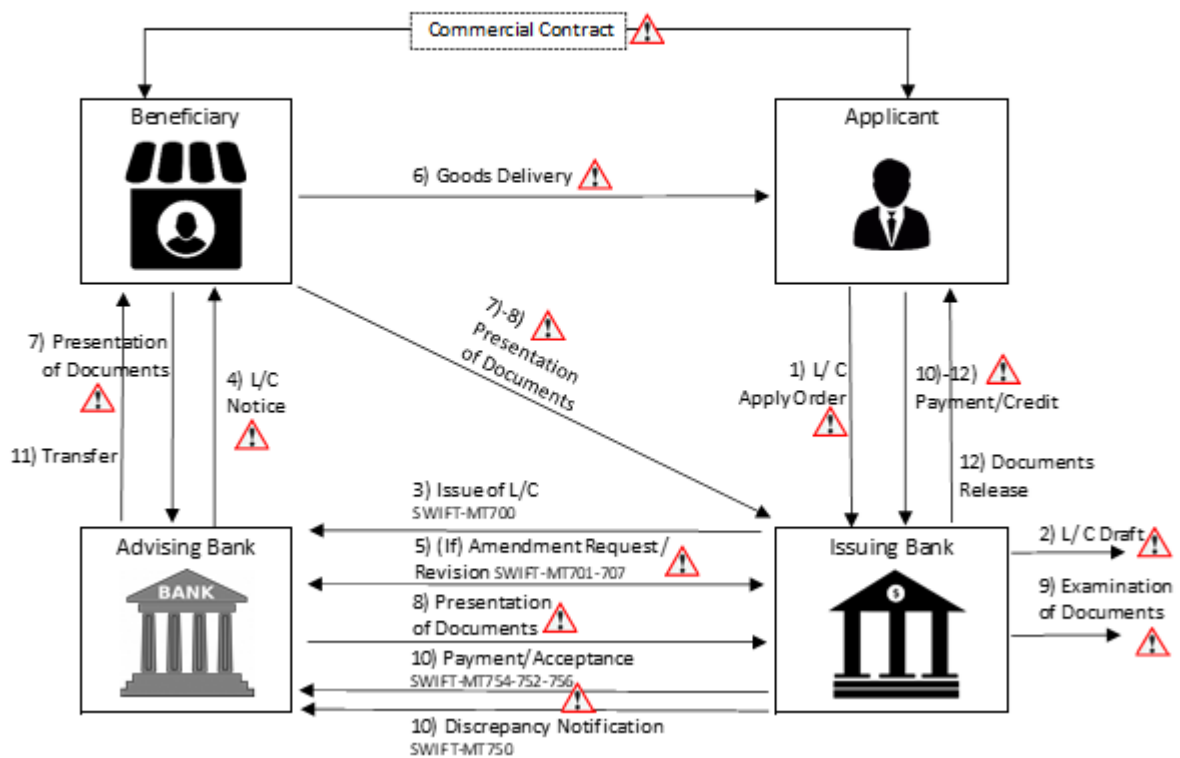 Commercial Contract
Beneficiary
Applicant
6) Goods Delivery
7) Presentation
of Documents
4) L/C
Notice
11) Transfer
7)-8)
Presentation
of Documents
1) L/ C
Apply Order
10)-12)
Payment/Credit
12) Documents
Release
3) Issue of L/C
SWIFT-MT700
5) (If) Amendment Request/
Revision SWIFT-MT701-707
8) Presentation
of Documents
10) Payment/Acceptance
SWIFT-MT754-752-756
10) Discrepancy Notification
SWIFT-MT750
Advising Bank
BANK
Issuing Bank
$
2) L/ C Draft
9) Examination
of Documents